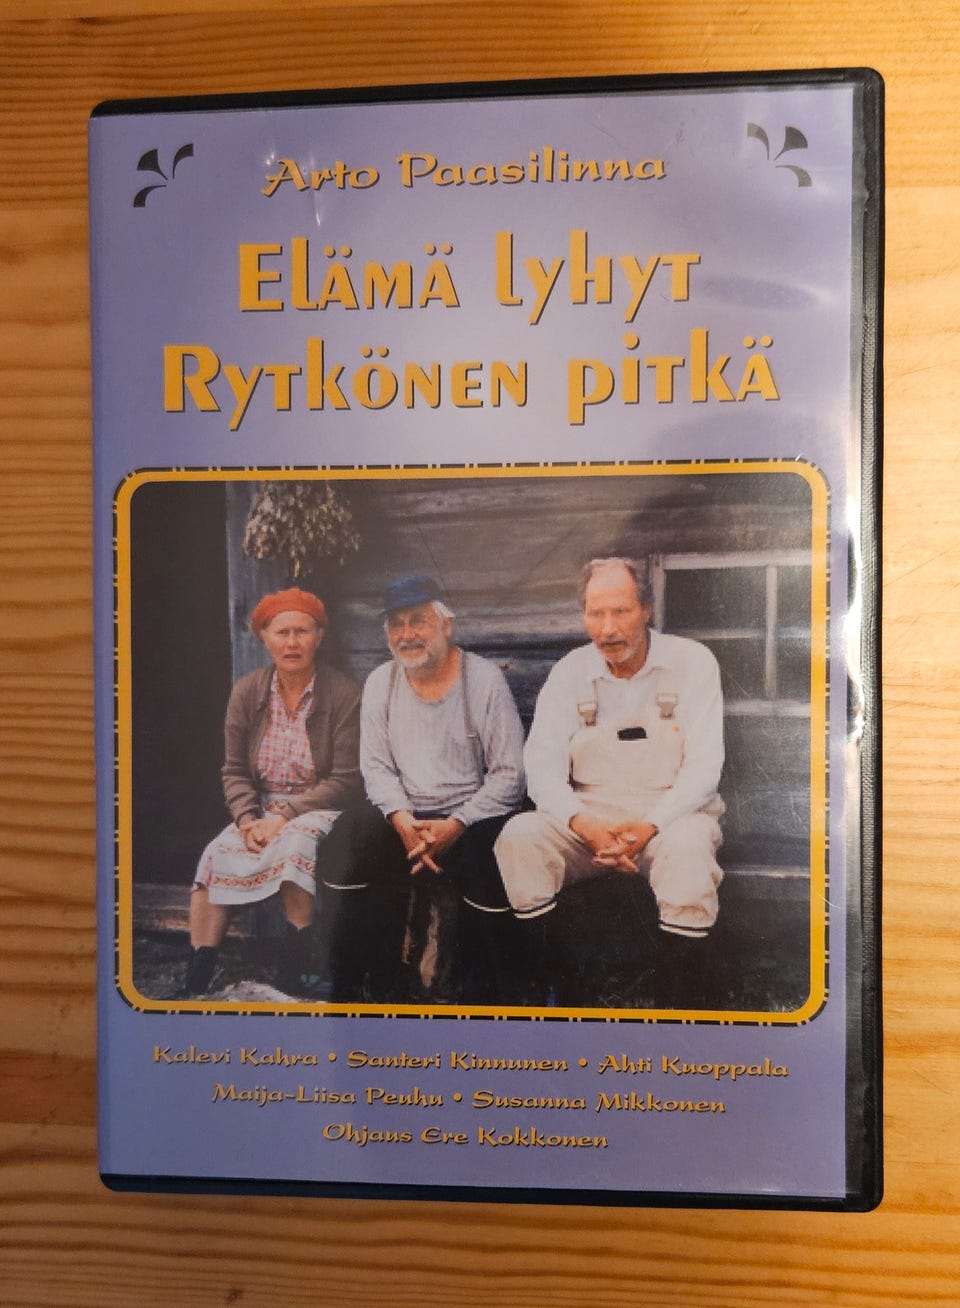 Arto Paasilinna
Elämä lyhyt
Rytkönen pitkä
Kalevi Kahra • Santeri Kinnunen • Ahti Kuoppala
Maija-Liisa Peuhu • Susanna Mikkonen
Ohjaus Ere Kokkonen